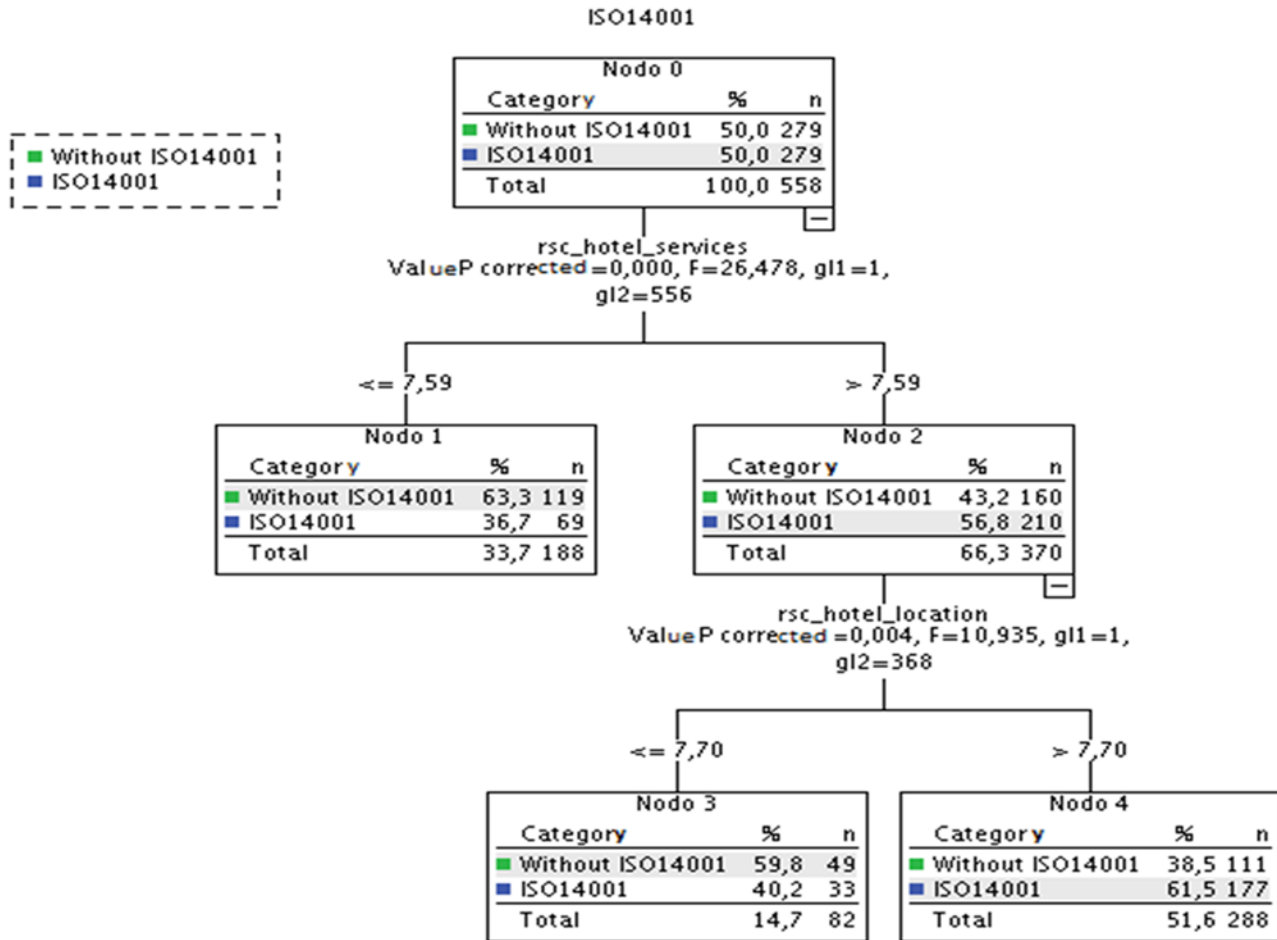 ISO14001
Without ISO14001
ISO14001
Nodo 0
Category % n
Without ISO14001 50,0 279
ISO14001 50,0 279
Total 100,0 558
rsc_hotel_services
ValueP corrected =0,000, F=26,478, gl1=1,
gl2=556
<= 7,59
> 7,59
Nodo 1
Category % n
Without ISO14001 63,3 119
ISO14001 36,7 69
Total 33,7 188
Nodo 2
Category % n
Without ISO14001 43,2 160
ISO14001 56,8 210
Total 66,3 370
rsc_hotel_location
ValueP corrected =0,004, F=10,935, gl1=1,
gl2=368
<= 7,70
> 7,70
Nodo 3
Category % n
Without ISO14001 59,8 49
ISO14001 40,2 33
Total 14,7 82
Nodo 4
Category % n
Without ISO14001 38,5 111
ISO14001 61,5 177
Total 51,6 288